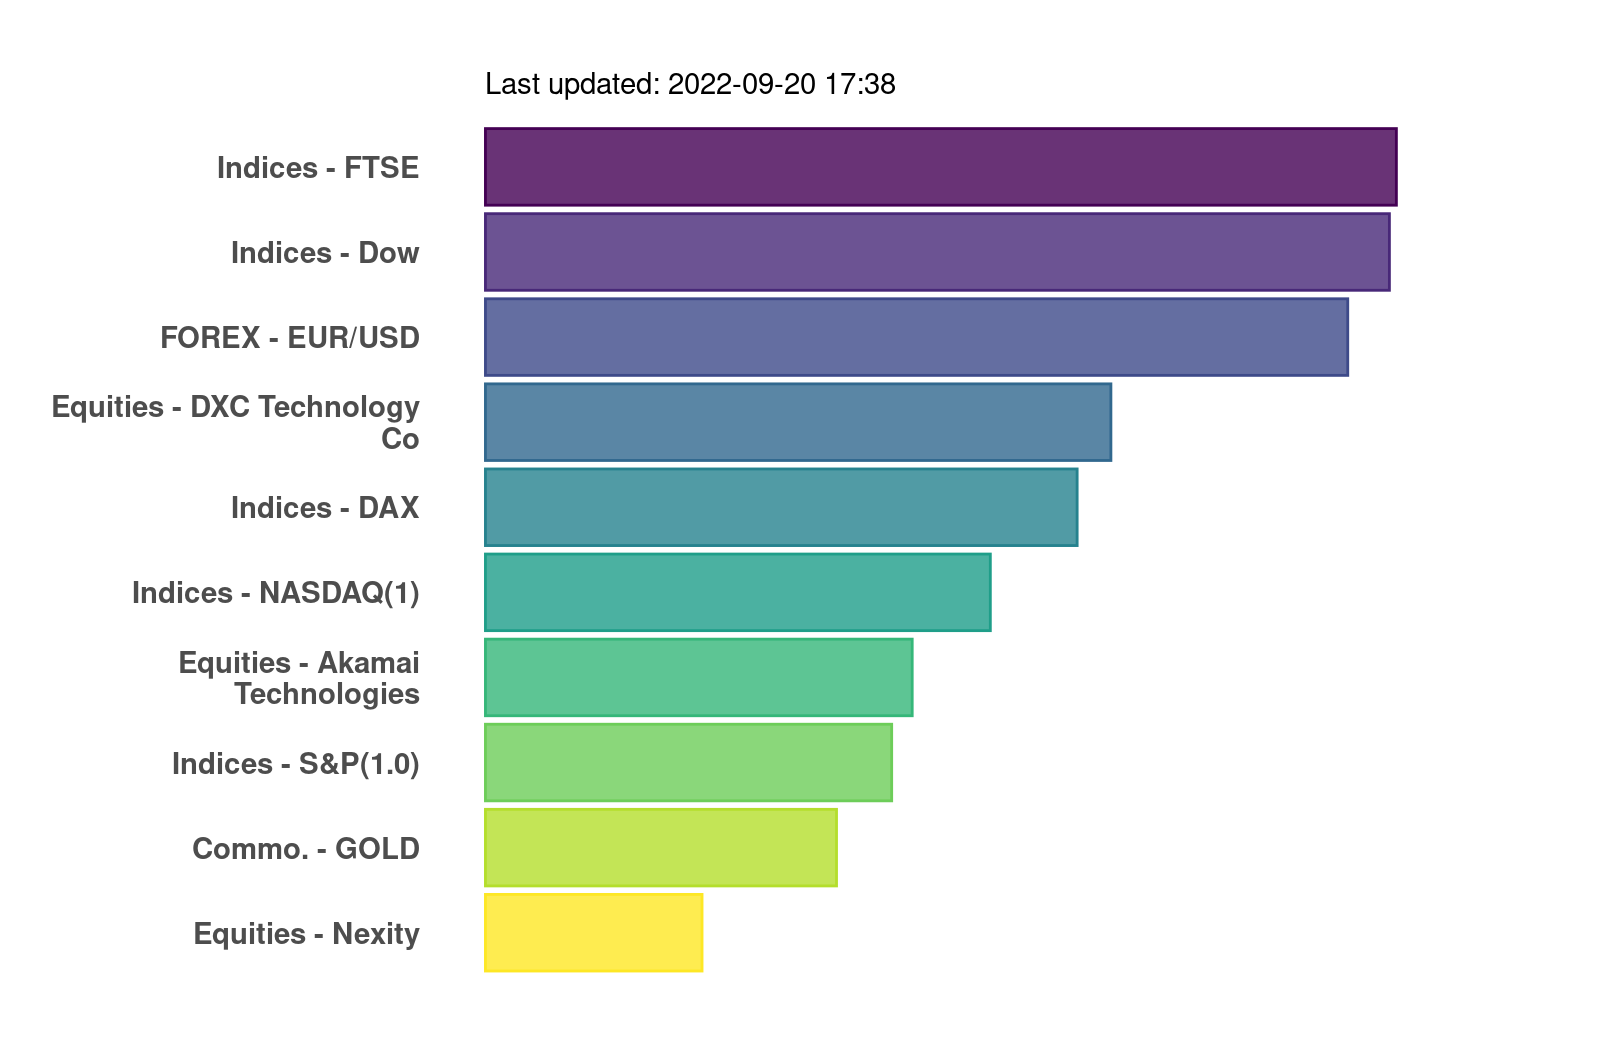 Last updated: 2022-09-20 17:38
Indices - FTSE
Indices - Dow
FOREX - EUR/USD
Equities - DXC Technology
Co
Indices - DAX
Indices - NASDAQ(1)
Equities - Akamai
Technologies
Indices - S&P(1.0)
Commo. - GOLD
Equities - Nexity